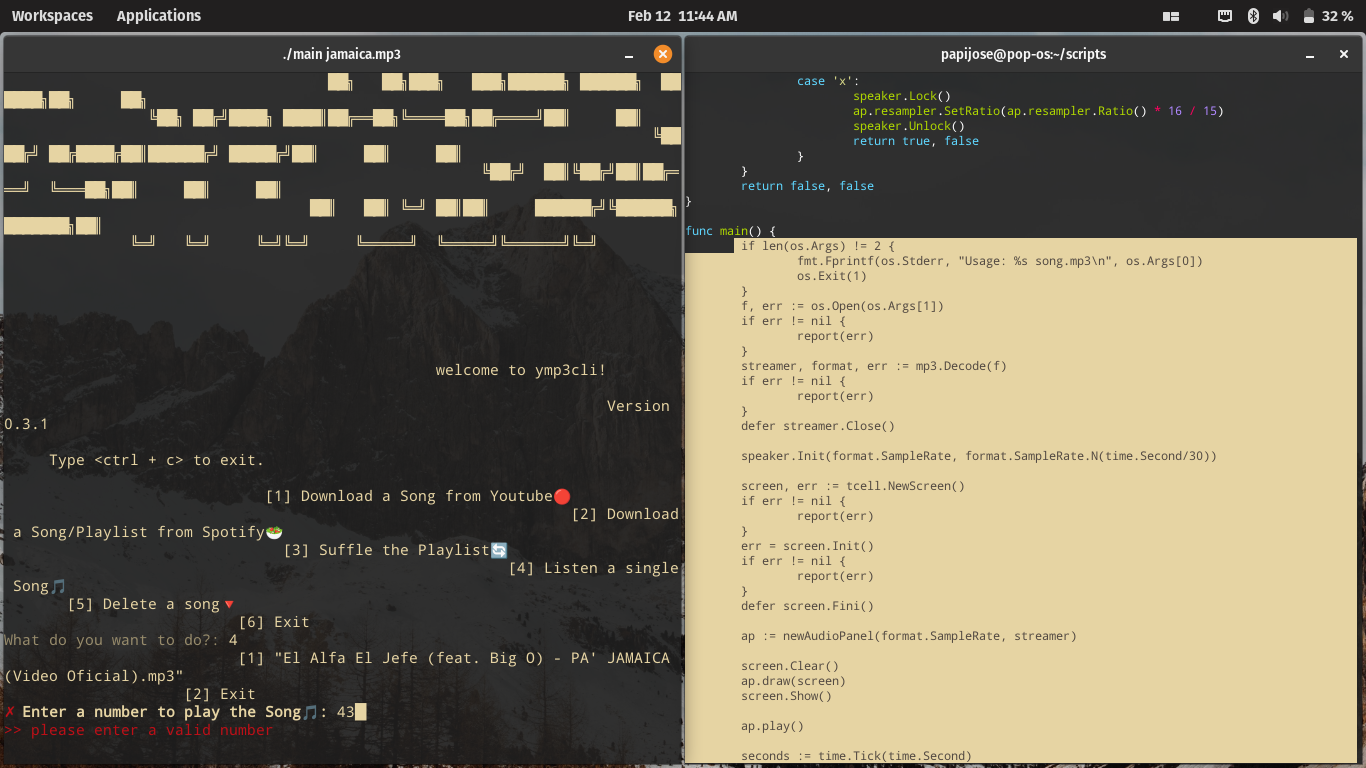 Workspaces Applications Feb 12 11:44 AM 32 %
./main jamaica.mp3
welcome to ymp3cli!
Version
0.3.1
Type <ctrl + c> to exit.
[1] Download a Song from Youtube🔴
[2] Download
a Song/Playlist from Spotify🥗
[3] Suffle the Playlist🔄
[4] Listen a single
Song🎵
[5] Delete a song🔻
[6] Exit
What do you want to do?: 4
[1] "El Alfa El Jefe (feat. Big O) - PA' JAMAICA
(Video Oficial).mp3"
[2] Exit
✗ Enter a number to play the Song🎵: 43
>> please enter a valid number
papijose@pop-os:~/scripts
case 'x':
speaker.Lock()
ap.resampler.SetRatio(ap.resampler.Ratio() * 16 / 15)
speaker.Unlock()
return true, false
}
}
return false, false
}
func main() {
if len(os.Args) != 2 {
fmt.Fprintf(os.Stderr, "Usage: %s song.mp3\n", os.Args[0])
os.Exit(1)
}
f, err := os.Open(os.Args[1])
if err != nil {
report(err)
}
streamer, format, err := mp3.Decode(f)
if err != nil {
report(err)
}
defer streamer.Close()
speaker.Init(format.SampleRate, format.SampleRate.N(time.Second/30))
screen, err := tcell.NewScreen()
if err != nil {
report(err)
}
err = screen.Init()
if err != nil {
report(err)
}
defer screen.Fini()
ap := newAudioPanel(format.SampleRate, streamer)
screen.Clear()
ap.draw(screen)
screen.Show()
ap.play()
seconds := time.Tick(time.Second)